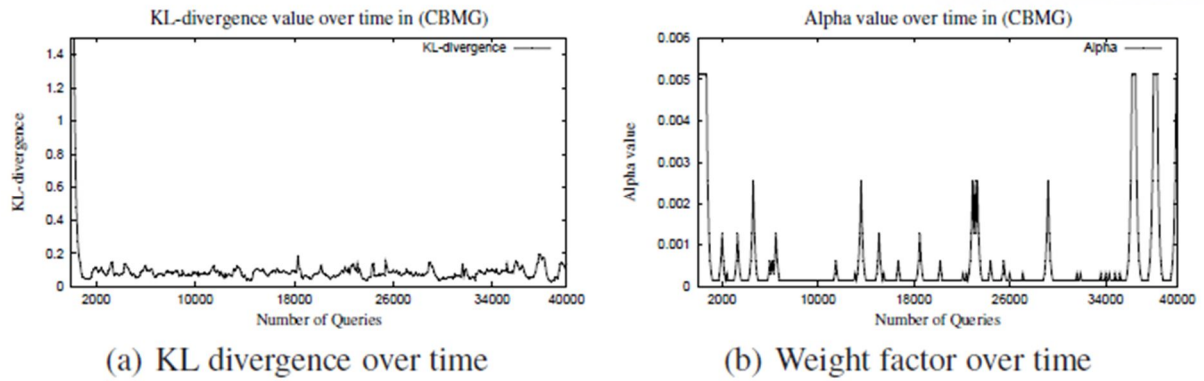 KL-divergence value over time in (CBMG)
KL-divergence
1.4
1.2
1
0.8
0.6
0.4
0.2
0
KL-divergence
2000 10000 18000 26000 34000 40000
Number of Queries
(a) KL divergence over time
Alpha value over time in (CBMG)
Alpha
0.006
0.005
0.004
0.003
0.002
0.001
0
Alpha value
2000 10000 18000 26000 34000 40000
Number of Queries
(b) Weight factor over time